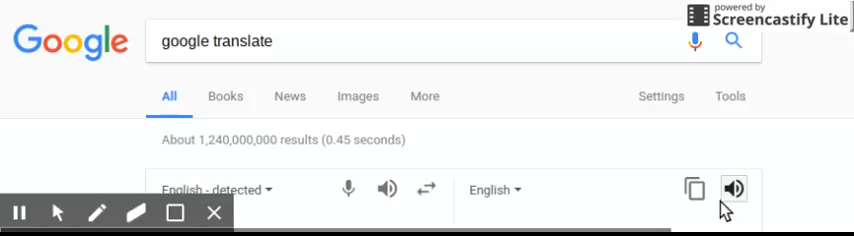 powered by
Screencastify Lite
Google
google translate
All Books News Images More Settings Tools
About 1,240,000,000 results (0.45 seconds)
English - detected English